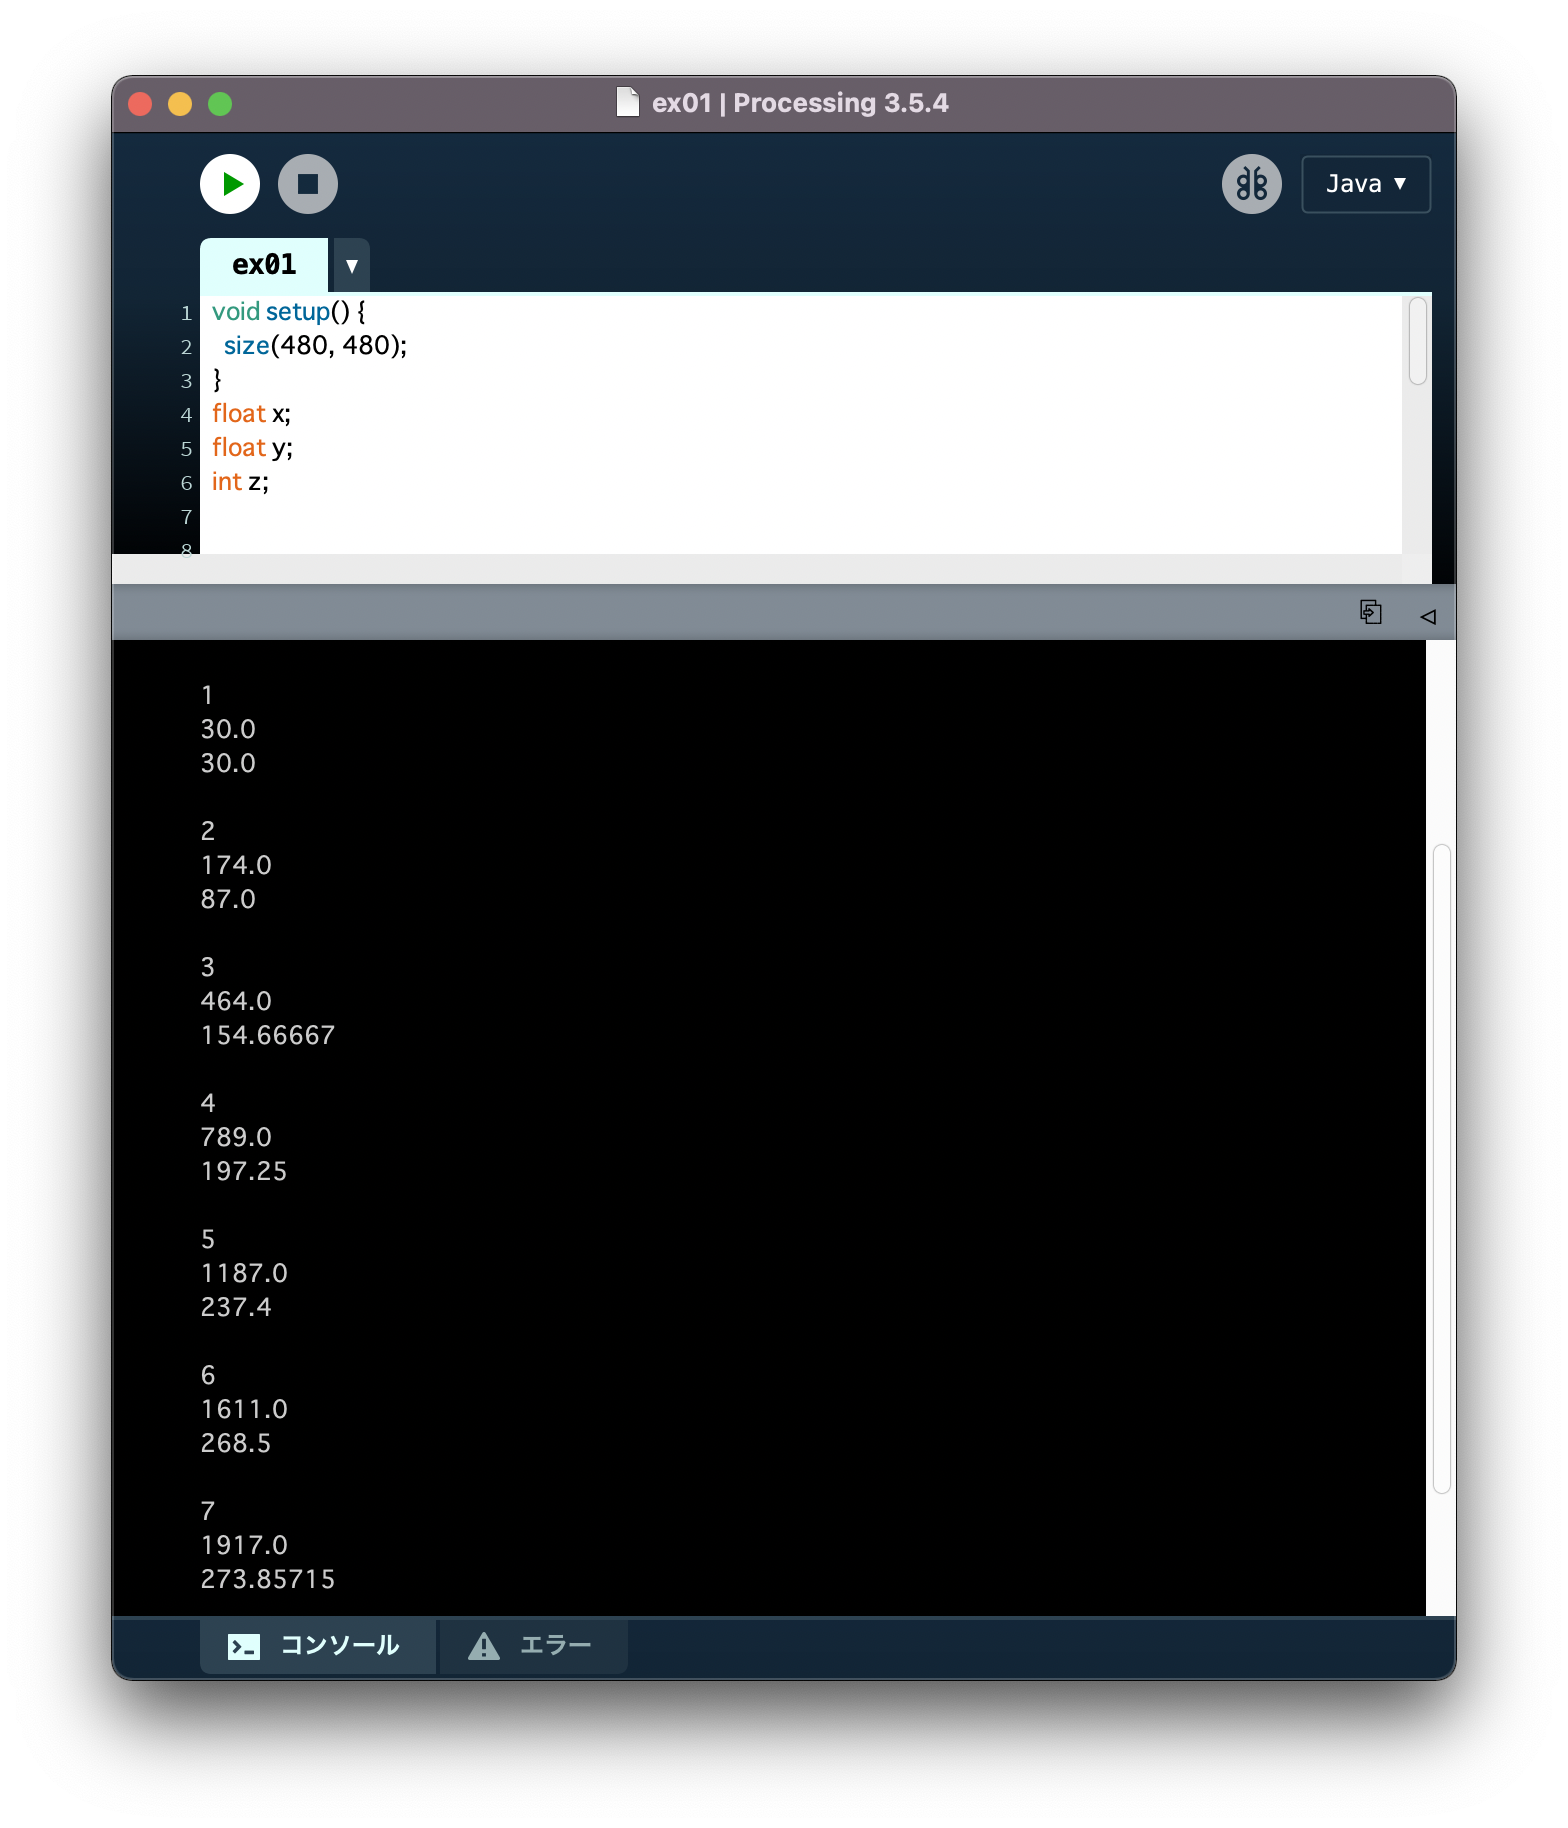 ex01 | Processing 3.5.4
Java ▼
ex01 ▼
1 void setup() {
2 size(480, 480);
3 }
4 float x;
5 float y;
6 int z;
7
8
1
30.0
30.0
2
174.0
87.0
3
464.0
154.66667
4
789.0
197.25
5
1187.0
237.4
6
1611.0
268.5
7
1917.0
273.85715
コンソール エラー